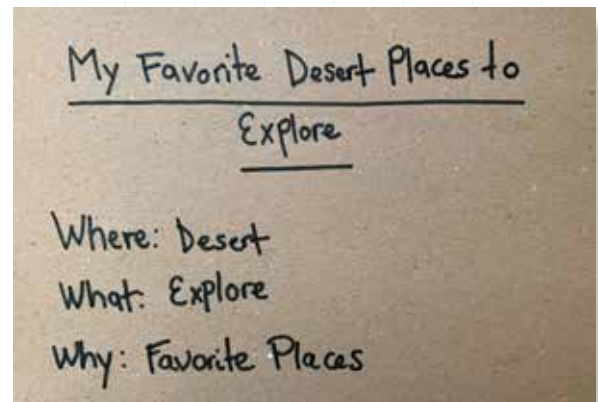 My Favorite Desert Places to
Explore
Where: Desert
What: Explore
Why: Favorite Places